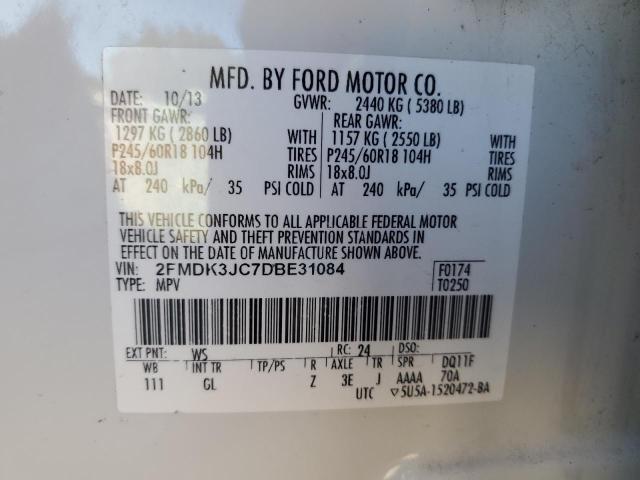 MFD. BY FORD MOTOR CO.
DATE: 10/13 GVWR: 2440 KG ( 5380 LB)
FRONT GAWR: REAR GAWR:
1297 KG ( 2860 LB) WITH 1157 KG ( 2550 LB) WITH
P245/60R18 104H TIRES P245/60R18 104H TIRES
18x8.0J RIMS 18x8.0J RIMS
AT 240 kPa/ 35 PSI COLD AT 240 kPa/ 35 PSI COLD
THIS VEHICLE CONFORMS TO ALL APPLICABLE FEDERAL MOTOR
VEHICLE SAFETY AND THEFT PREVENTION STANDARDS IN
EFFECT ON THE DATE OF MANUFACTURE SHOWN ABOVE.
VIN: 2FMDK3JC7DBE31084 F0174
TYPE: MPV T0250
EXT PNT: WS RC: 24 DSO:
WB INT TR TP/PS R AXLE TR SPR DQ11F
111 GL Z 3E J AAAA 70A
UTC ▽5U5A-1520472-BA